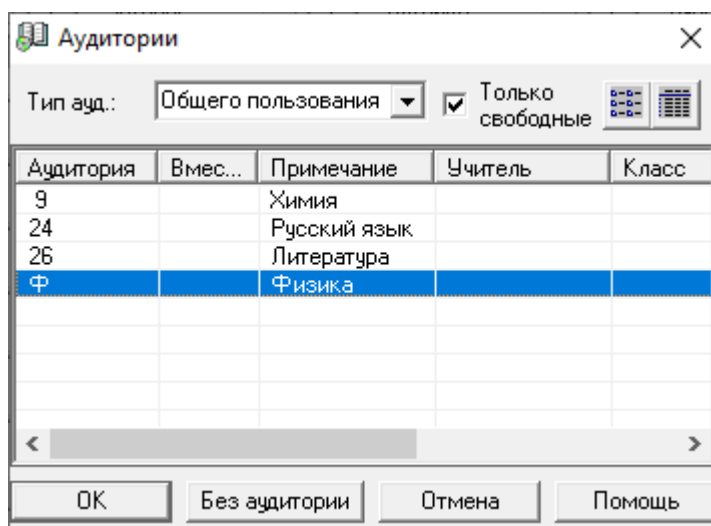 Аудитории
Тип ауд.: Общего пользования Только свободные
Аудитория Вмес... Примечание Учитель Класс
9 Химия
24 Русский язык
26 Литература
Ф Физика
ОК Без аудитории Отмена Помощь